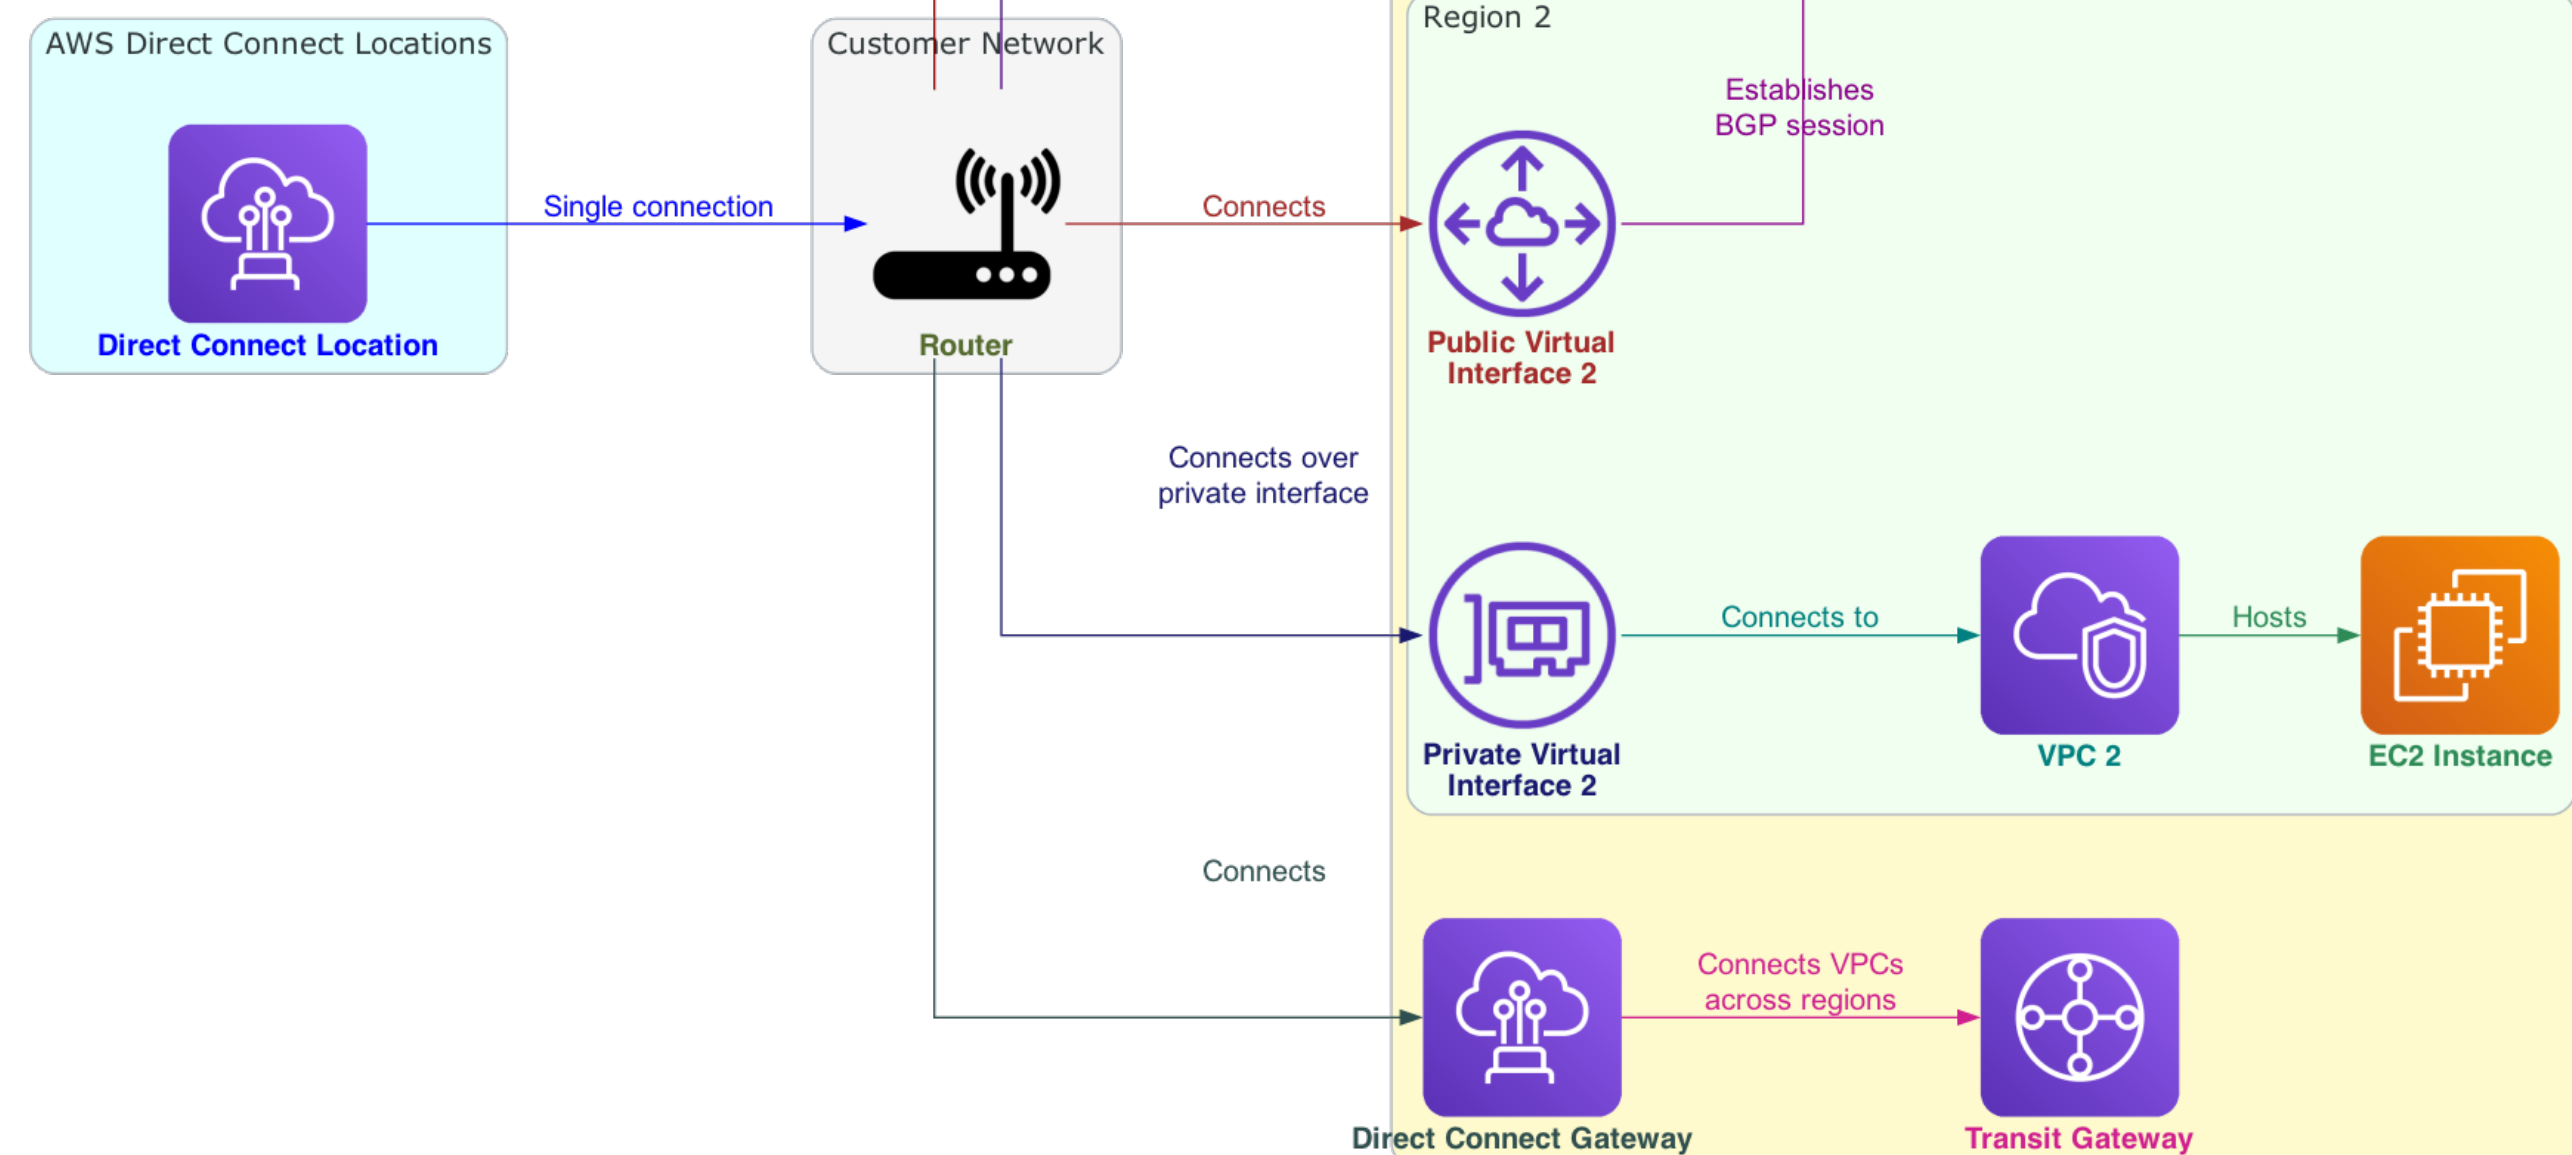 Region 2
AWS Direct Connect Locations
Customer Network
Establishes
BGP session
Single connection
Connects
Direct Connect Location
Router
Public Virtual
Interface 2
Connects over
private interface
Connects to
Hosts
Private Virtual
Interface 2
VPC 2
EC2 Instance
Connects
Connects VPCs
across regions
Direct Connect Gateway
Transit Gateway